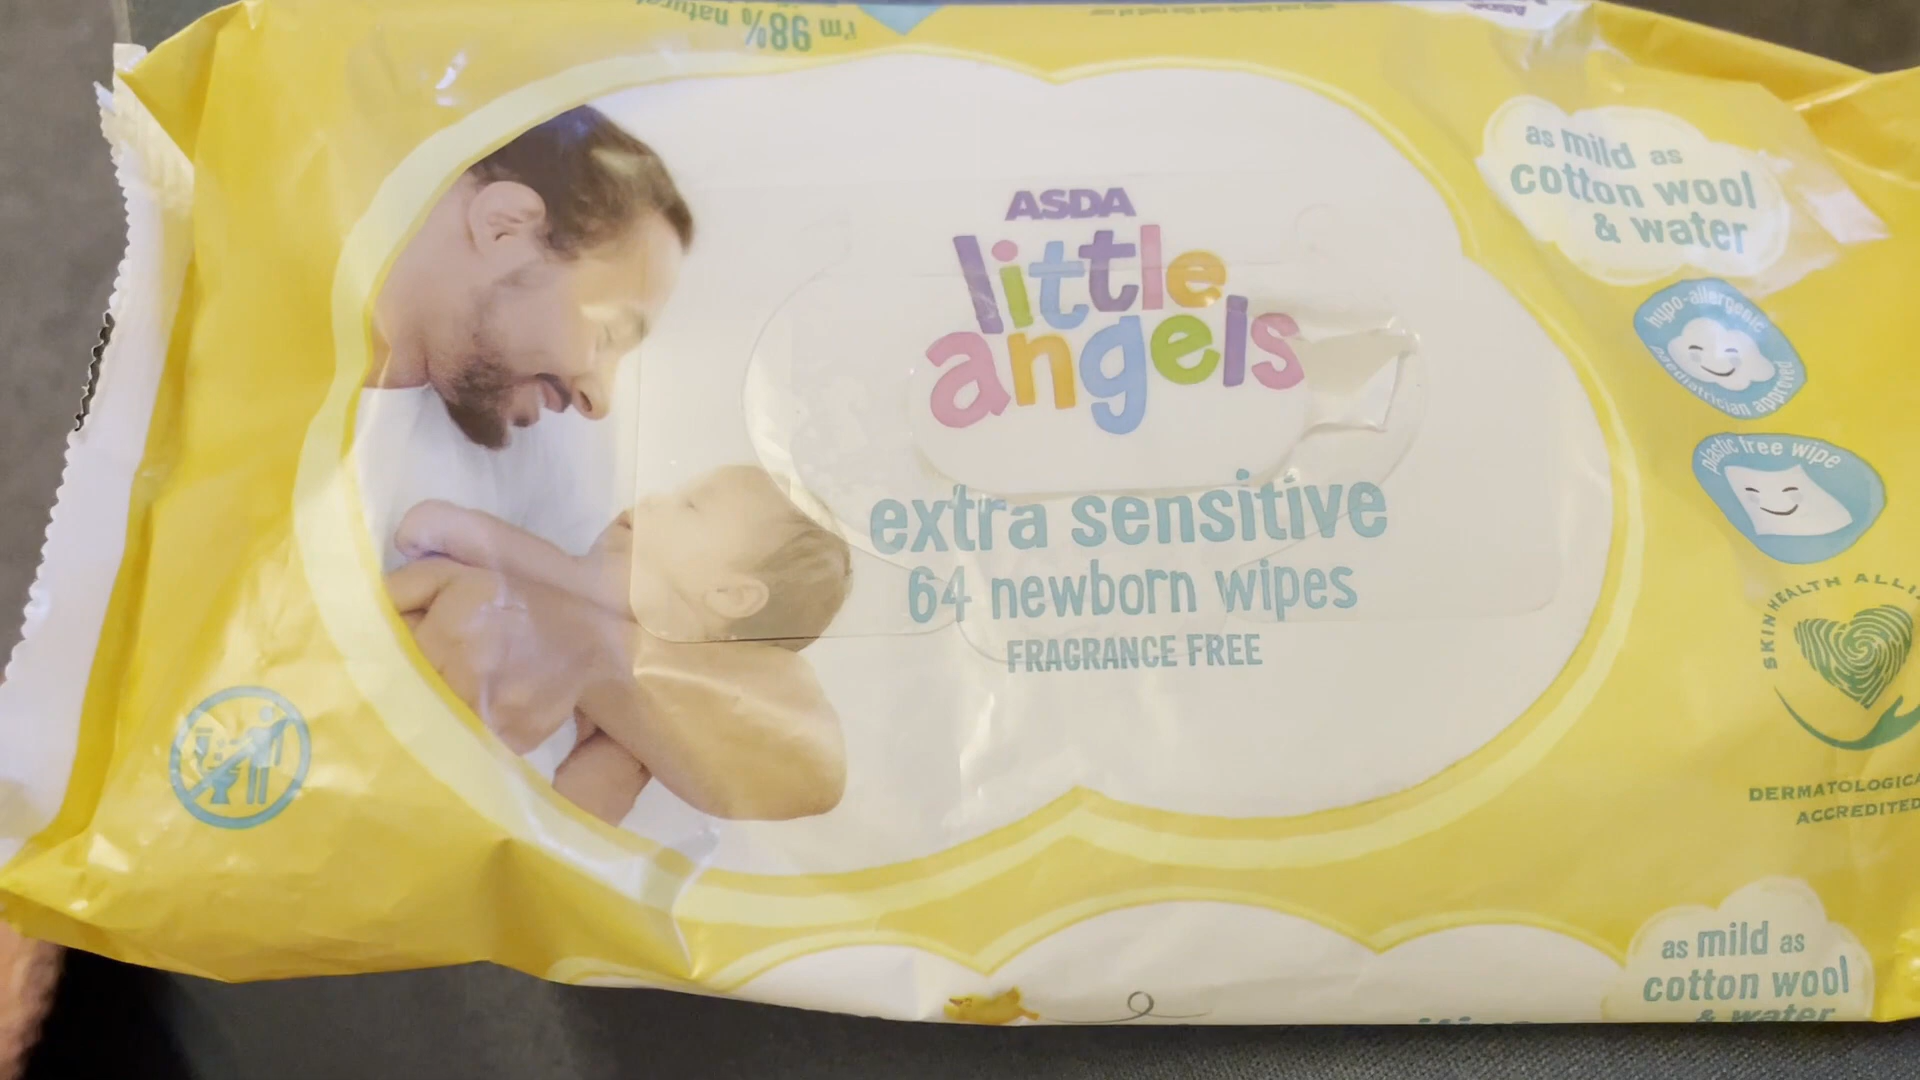 I'm 98% natural
ASDA
as mild as
cotton wool
& water
ASDA
little
angels
hypo-allergenic
paediatrician approved
extra sensitive
64 newborn wipes
FRAGRANCE FREE
plastic free wipe
SKIN HEALTH
DERMATOLOGICA
ACCREDITED
as mild as
cotton wool
& water